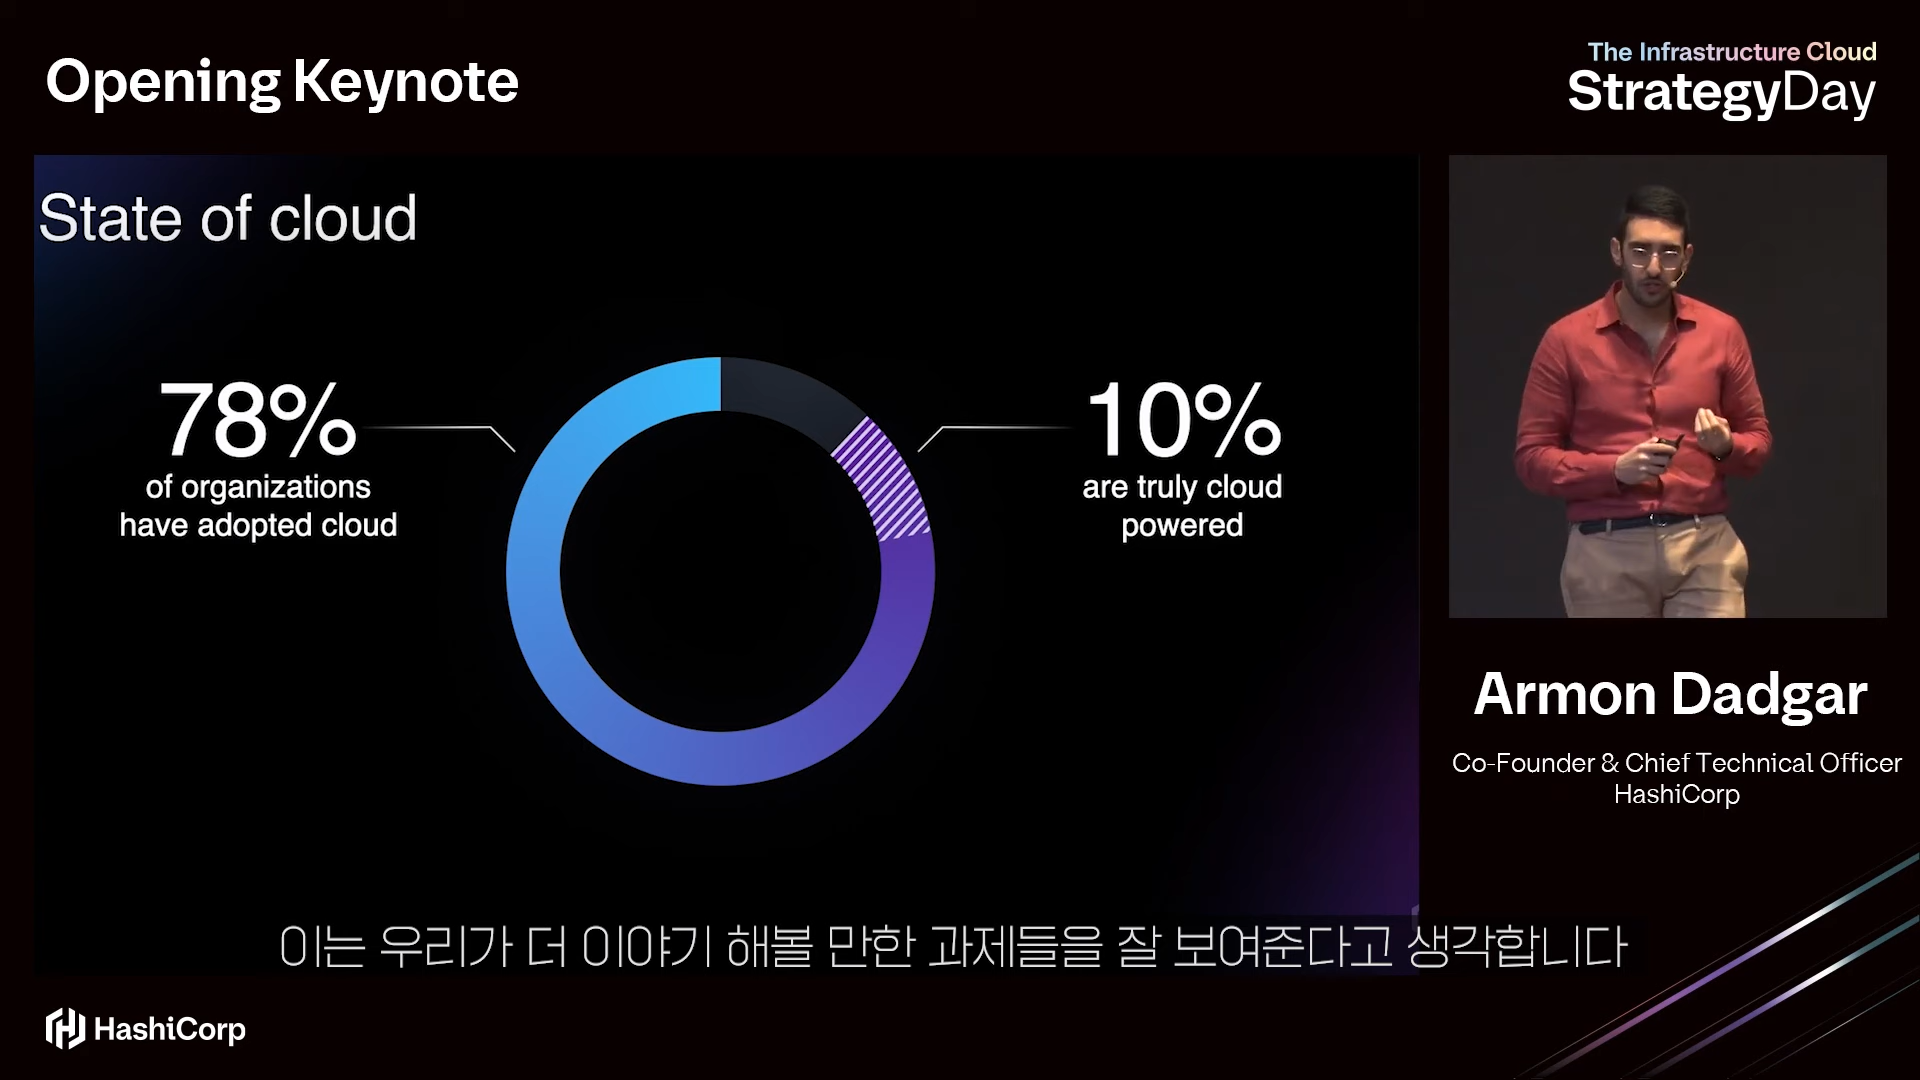 Opening Keynote
The Infrastructure Cloud
StrategyDay
State of cloud
78%
of organizations
have adopted cloud
10%
are truly cloud
powered
Armon Dadgar
Co-Founder & Chief Technical Officer
HashiCorp
이는 우리가 더 이야기 해볼 만한 과제들을 잘 보여준다고 생각합니다
HashiCorp